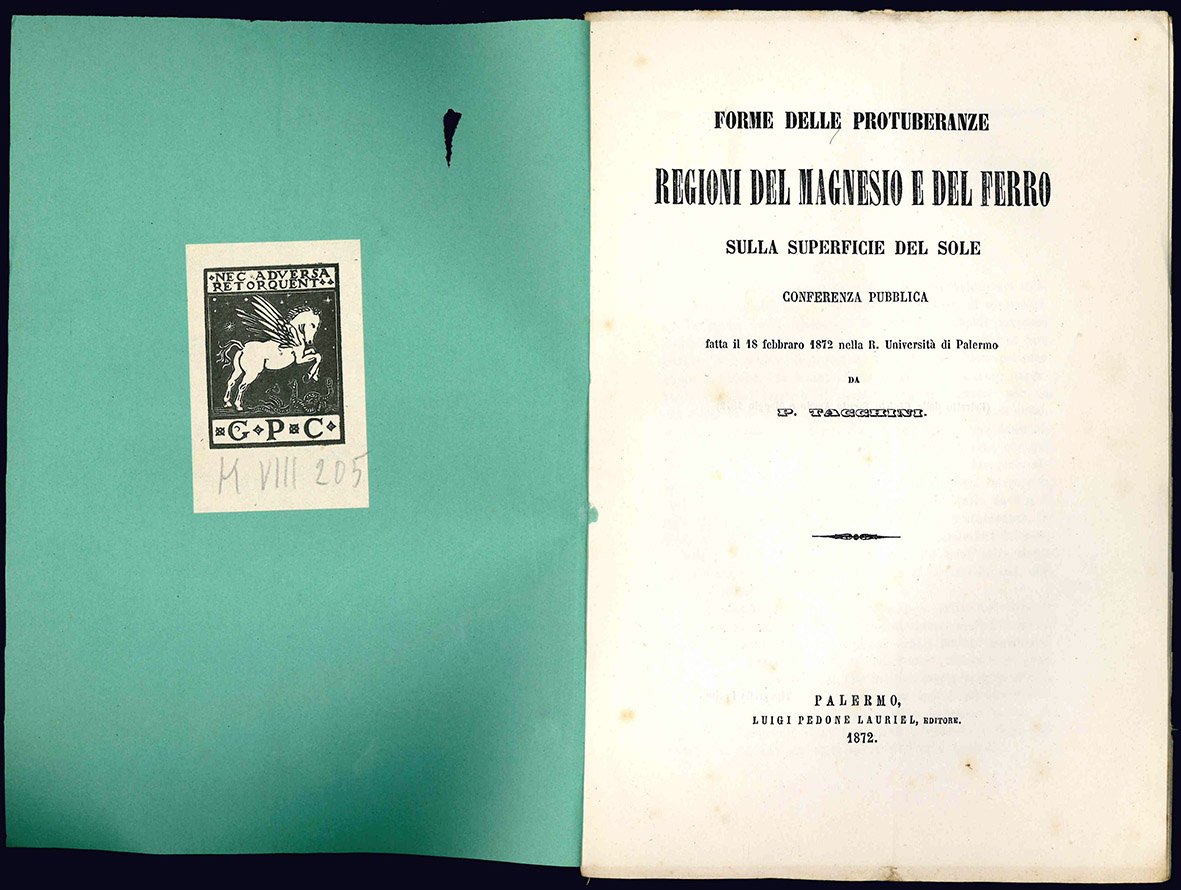 NEC ADVERSA
RETORQUENT
G P C
M VIII 205
FORME DELLE PROTUBERANZE
REGIONI DEL MAGNESIO E DEL FERRO
SULLA SUPERFICIE DEL SOLE
CONFERENZA PUBBLICA
fatta il 18 febbraro 1872 nella R. Università di Palermo
DA
P. TACCHINI.
PALERMO,
LUIGI PEDONE LAURIEL, EDITORE.
1872.